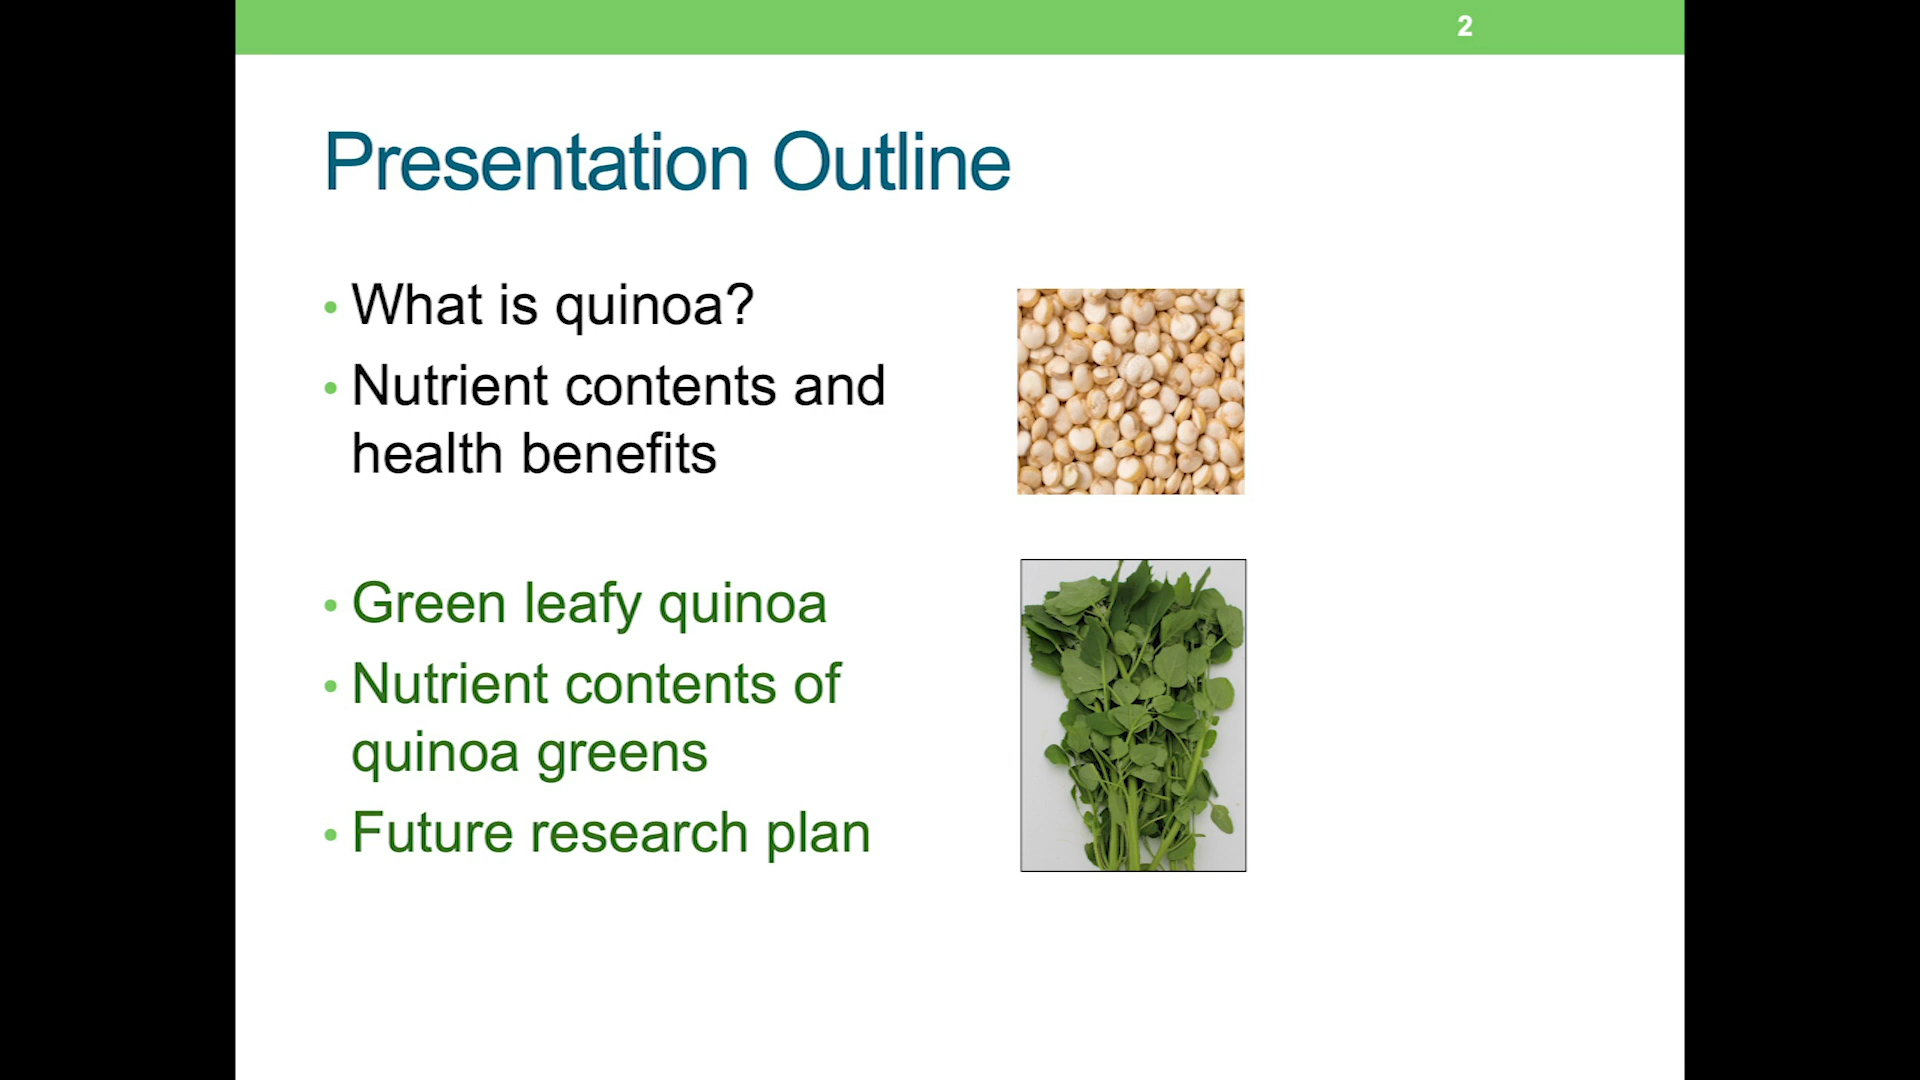 2
Presentation Outline
• What is quinoa?
• Nutrient contents and
health benefits
• Green leafy quinoa
• Nutrient contents of
quinoa greens
• Future research plan